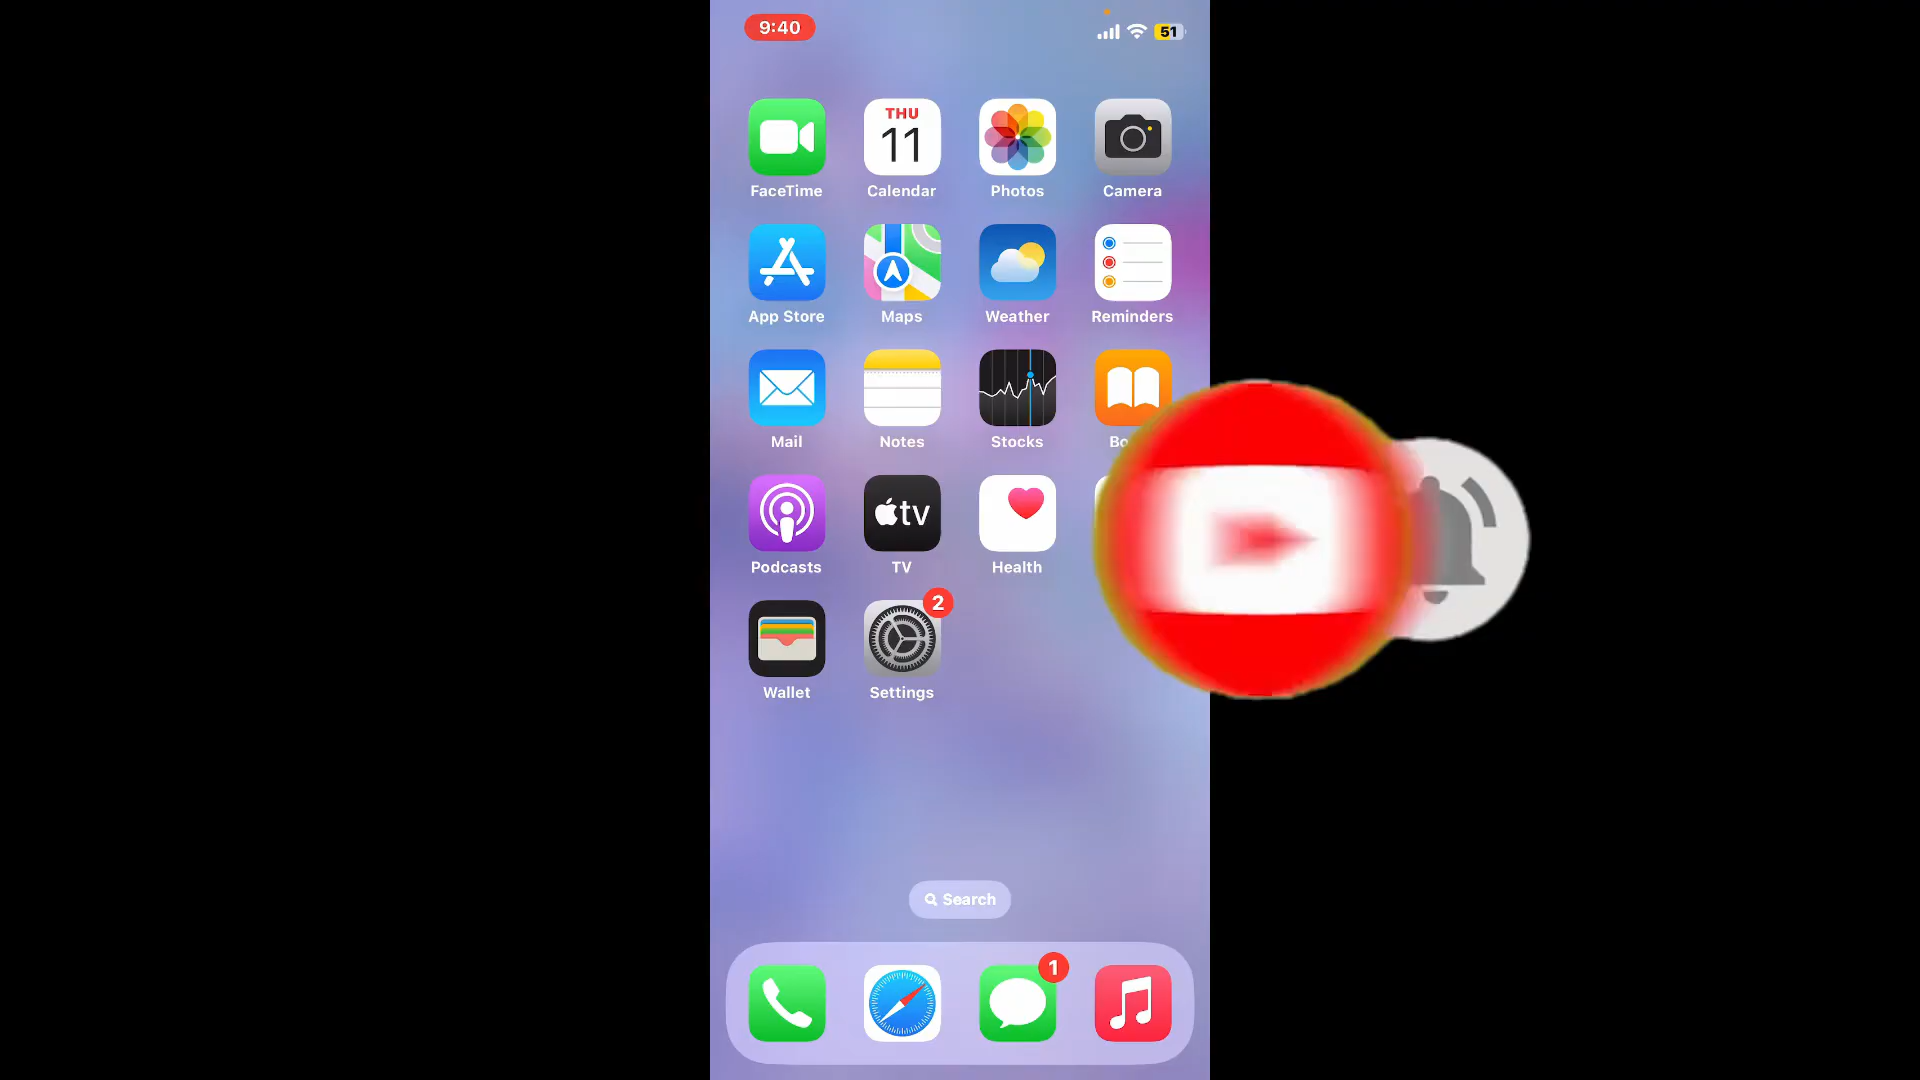 9:40
51
THU
11
FaceTime
Calendar
Photos
Camera
App Store
Maps
Weather
Reminders
Mail
Notes
Stocks
Bo
tv
Podcasts
TV
Health
2
Wallet
Settings
Search
1